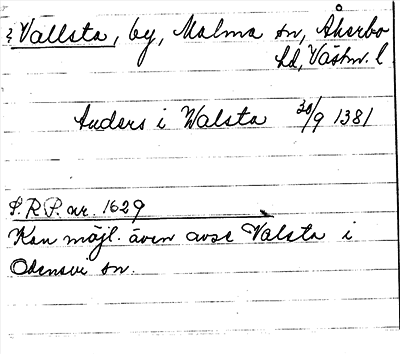 ? Vallsta, by, Malma sn, Åkerbo
hd, Västm. l.
Anders i Walsta 30/9 1381
S.R.P. nr. 1629
Kan möjl. även avse Valsta i
Odensvi sn.